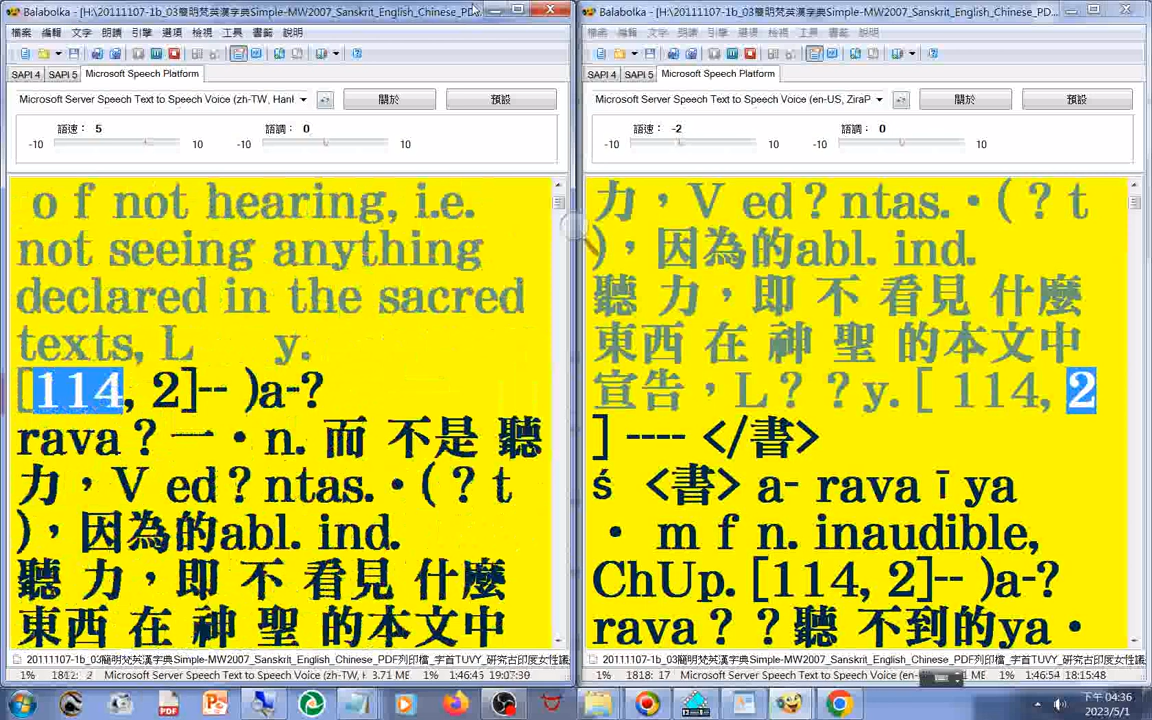 Balabolka - [H:\20111107-1b_03簡明梵英漢字典Simple-MW2007_Sanskrit_English_Chinese_PD...
檔案 編輯 文字 朗讀 引擎 選項 檢視 工具 書籤 說明
SAPI 4 SAPI 5 Microsoft Speech Platform
Microsoft Server Speech Text to Speech Voice (zh-TW, Hanl
關於 預設
語速： 5 語調： 0
-10 10 -10 10
o f not hearing, i.e.
not seeing anything
declared in the sacred
texts, L y.
[114, 2]-- )a-?
rava ? 一 • n. 而 不是 聽
力，V ed ? ntas. • ( ? t
)，因為的abl. ind.
聽 力，即 不 看見 什麼
東西 在 神 聖 的本文中
20111107-1b_03簡明梵英漢字典Simple-MW2007_Sanskrit_English_Chinese_PDF列印檔_字首TUVY_研究古印度女性議
1% 1842: 2 Microsoft Server Speech Text to Speech Voice (zh-TW, H 3.71 MB 1% 1:46:45 19:07:39
Balabolka - [H:\20111107-1b_03簡明梵英漢字典Simple-MW2007_Sanskrit_English_Chinese_PD...
檔案 編輯 文字 朗讀 引擎 選項 檢視 工具 書籤 說明
SAPI 4 SAPI 5 Microsoft Speech Platform
Microsoft Server Speech Text to Speech Voice (en-US, ZiraP
關於 預設
語速： -2 語調： 0
-10 10 -10 10
力，V ed ? ntas. • ( ? t
)，因為的abl. ind.
聽 力，即 不 看見 什麼
東西 在 神 聖 的本文中
宣告，L ? ? y. [ 114, 2
] ---- </書>
ś <書> a- rava ī ya
• m f n. inaudible,
ChUp. [114, 2]-- )a-?
rava ? ? 聽 不到的ya •
20111107-1b_03簡明梵英漢字典Simple-MW2007_Sanskrit_English_Chinese_PDF列印檔_字首TUVY_研究古印度女性議
1% 1818: 17 Microsoft Server Speech Text to Speech Voice (en-US, ZiraP 1% 1:46:54 18:15:48
下午 04:36
2023/5/1